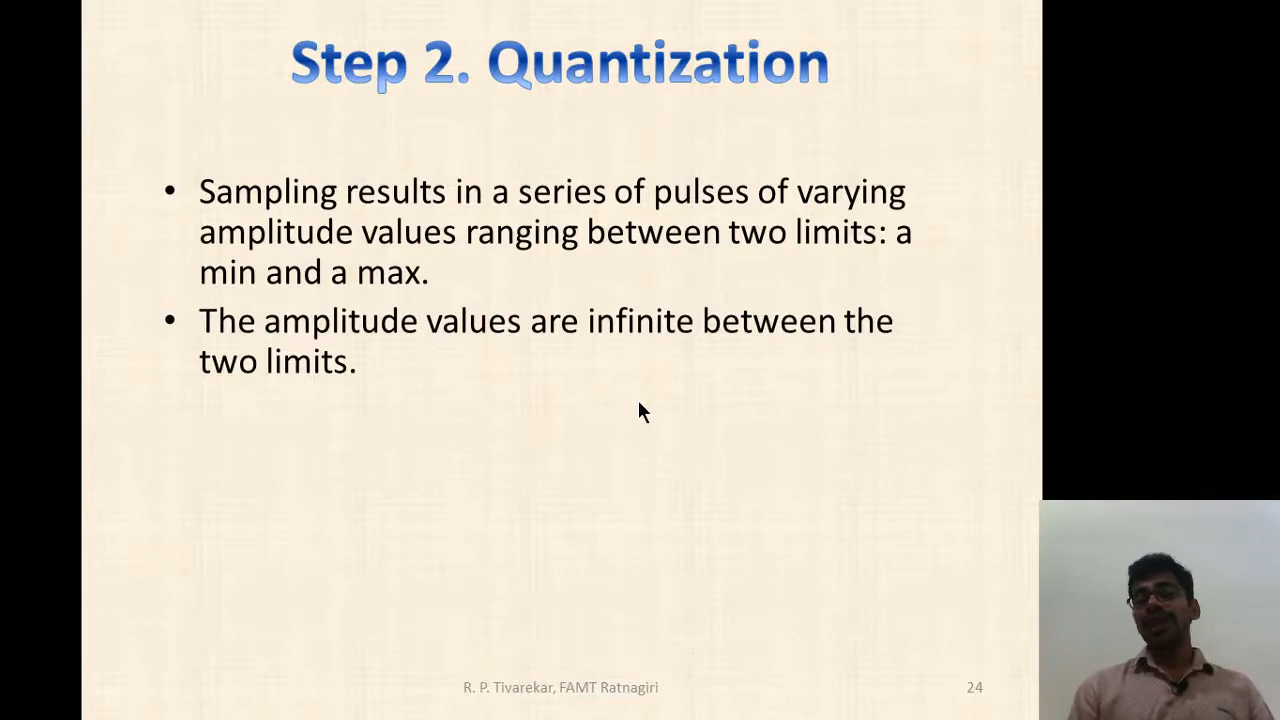 Step 2. Quantization
• Sampling results in a series of pulses of varying
amplitude values ranging between two limits: a
min and a max.
• The amplitude values are infinite between the
two limits.
R. P. Tivarekar, FAMT Ratnagiri
24